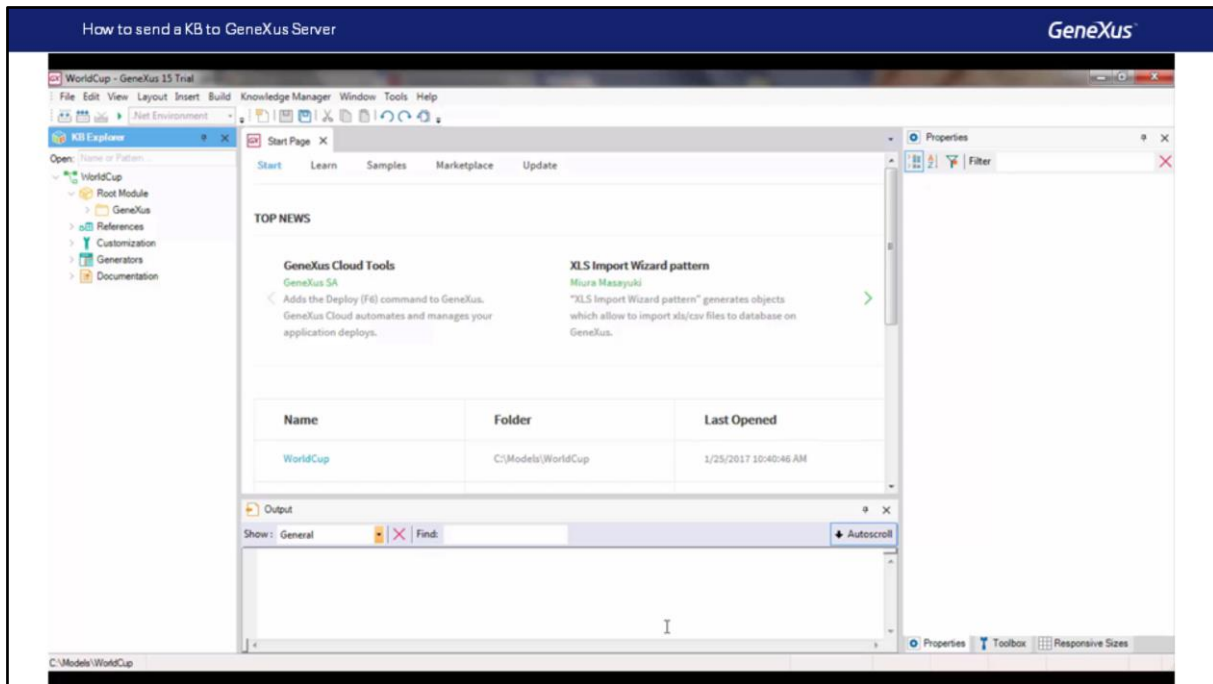 How to send a KB to GeneXus Server
GeneXus
WorldCup - GeneXus 15 Trial
File Edit View Layout Insert Build Knowledge Manager Window Tools Help
.Net Environment
KB Explorer
Open: Name or Pattern
WorldCup
Root Module
GeneXus
References
Customization
Generators
Documentation
Start Page
Start Learn Samples Marketplace Update
TOP NEWS
GeneXus Cloud Tools
GeneXus SA
Adds the Deploy (F6) command to GeneXus.
GeneXus Cloud automates and manages your
application deploys.
XLS Import Wizard pattern
Miura Masayuki
"XLS Import Wizard pattern" generates objects
which allow to import xls/csv files to database on
GeneXus.
Name Folder Last Opened
WorldCup C:\Models\WorldCup 1/25/2017 10:40:46 AM
Output
Show: General Find: Autoscroll
Properties
Filter
Properties Toolbox Responsive Sizes
C:\Models\WorldCup